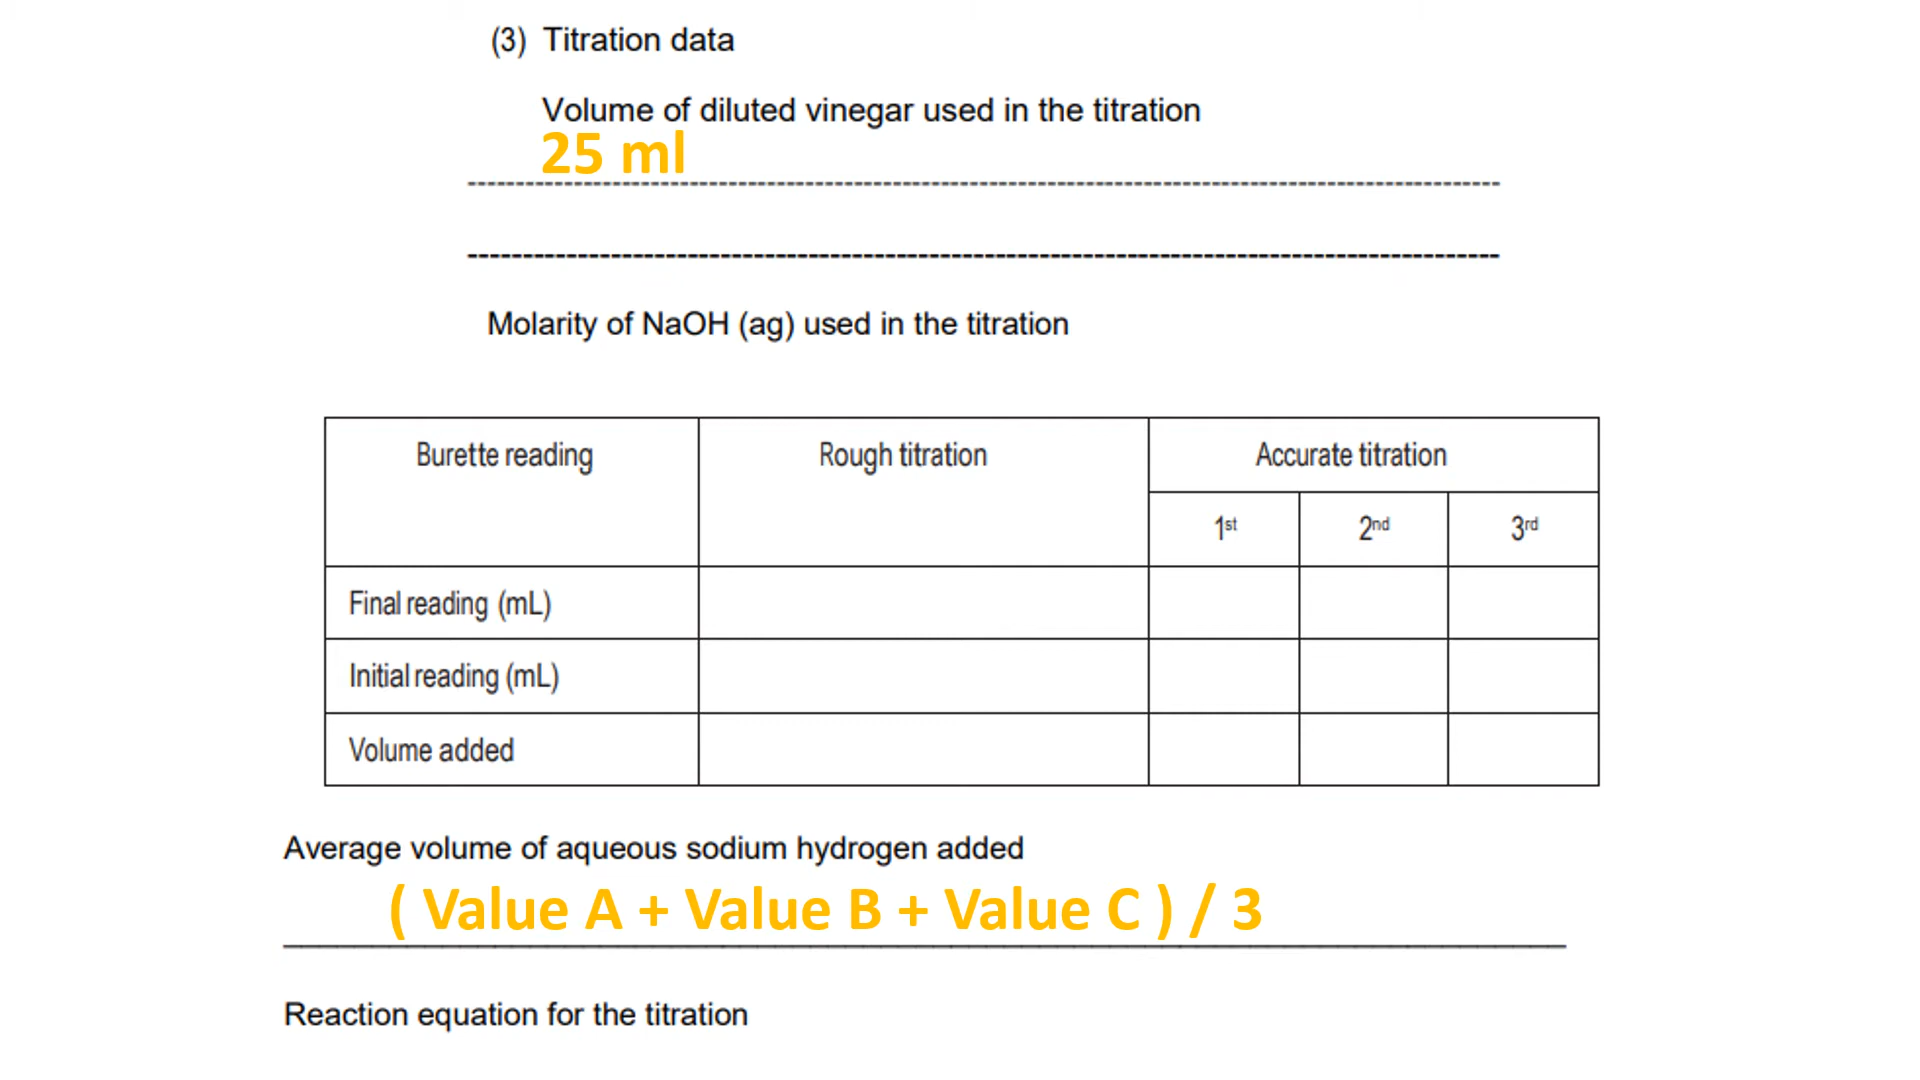 (3) Titration data
Volume of diluted vinegar used in the titration
25 ml
Molarity of NaOH (ag) used in the titration
Burette reading Rough titration Accurate titration
1st 2nd 3rd
Final reading (mL)
Initial reading (mL)
Volume added
Average volume of aqueous sodium hydrogen added
( Value A + Value B + Value C ) / 3
Reaction equation for the titration